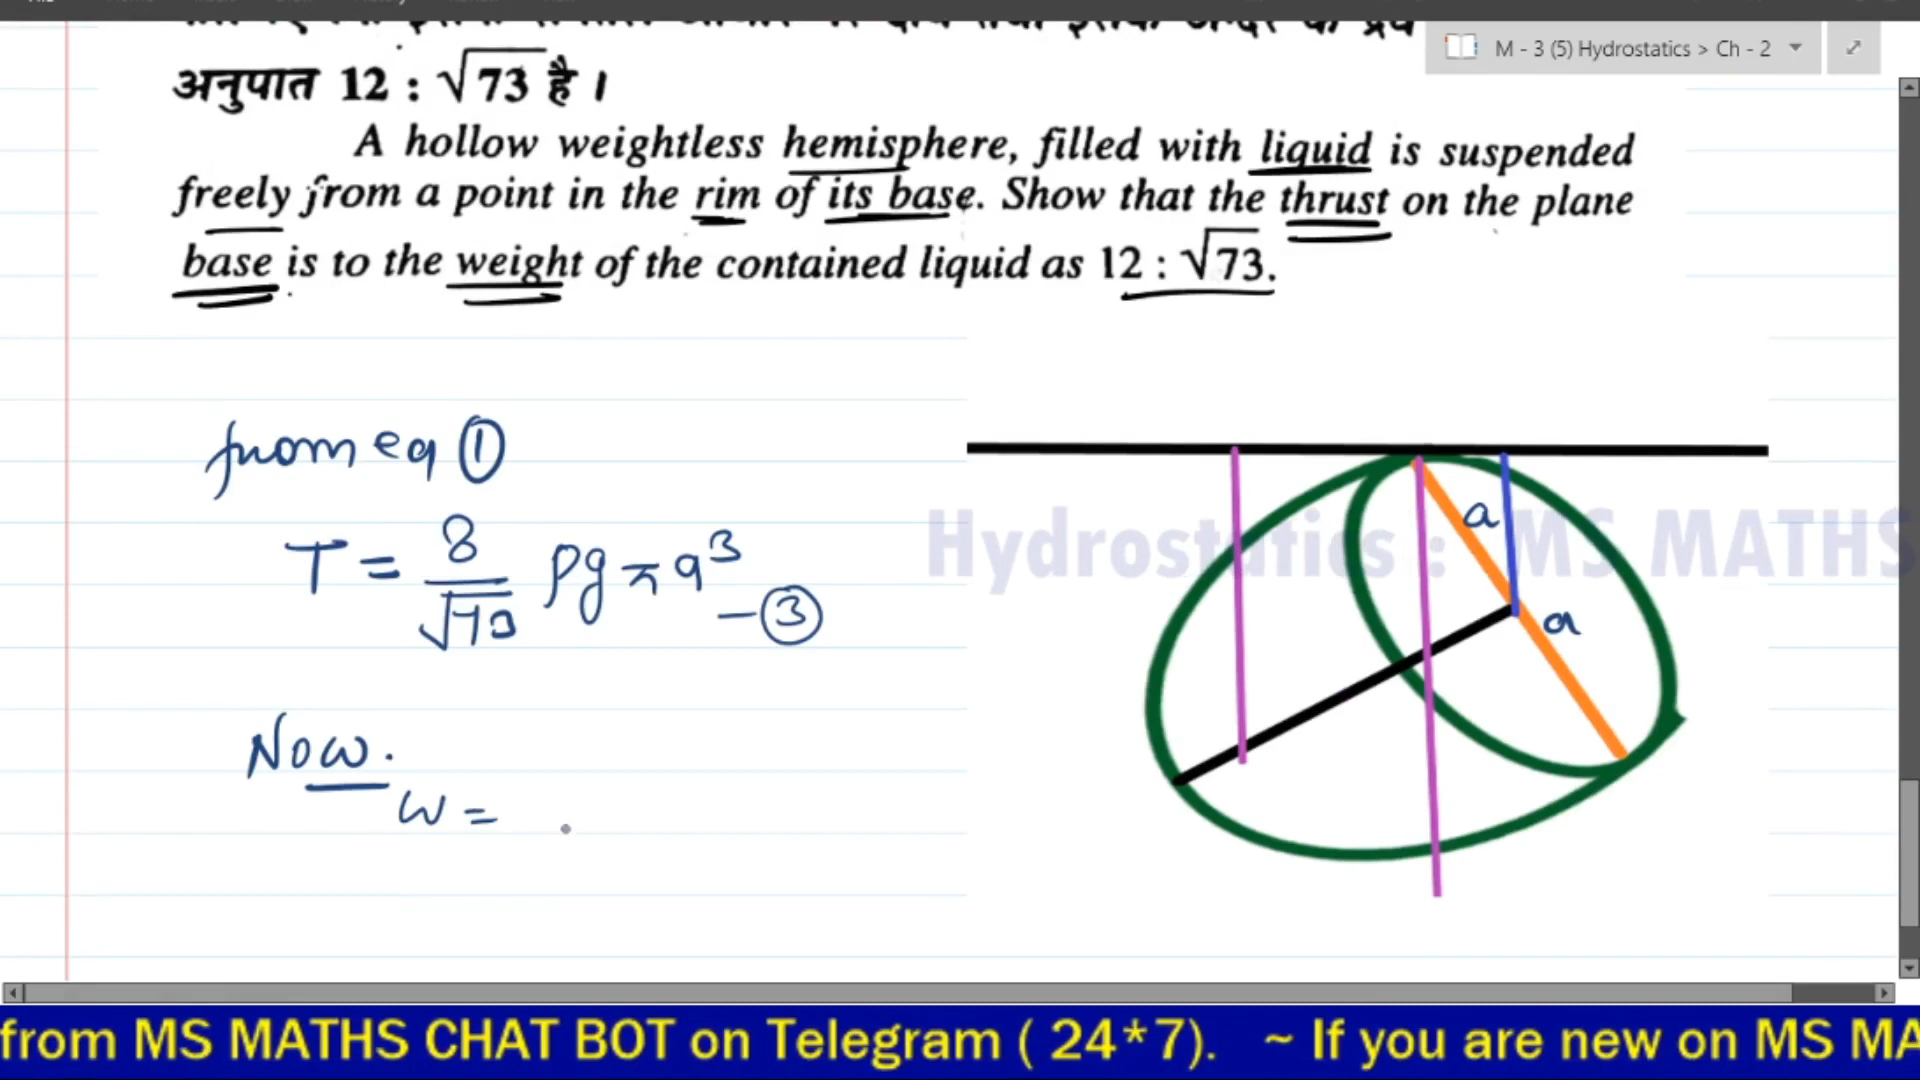 M - 3 (5) Hydrostatics > Ch - 2
अनुपात 12 : √73 है ।
A hollow weightless hemisphere, filled with liquid is suspended
freely from a point in the rim of its base. Show that the thrust on the plane
base is to the weight of the contained liquid as 12 : √73.
from eq ①
T = 8/√73 ρg π a³ - ③
Now.
W =
a
a
Hydrostatics : MS MATHS
from MS MATHS CHAT BOT on Telegram ( 24*7). ~ If you are new on MS MA